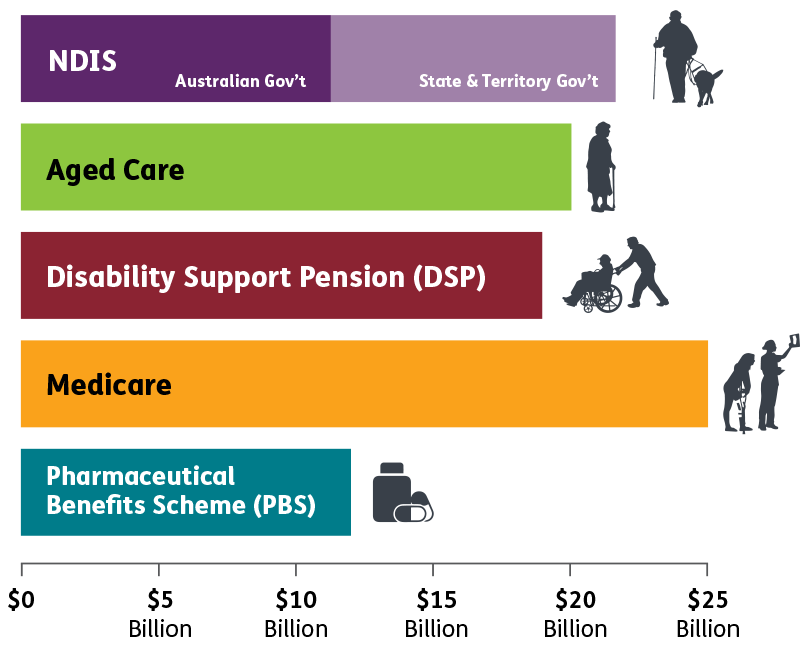 NDIS
Australian Gov't
State & Territory Gov't
Aged Care
Disability Support Pension (DSP)
Medicare
Pharmaceutical
Benefits Scheme (PBS)
$0
$5
Billion
$10
Billion
$15
Billion
$20
Billion
$25
Billion